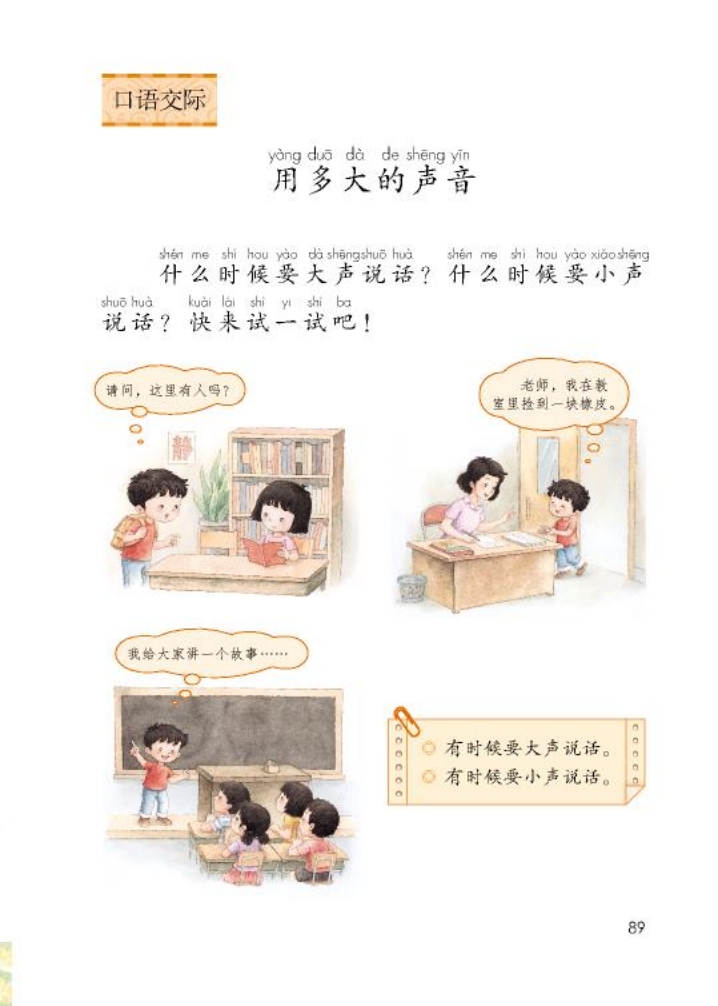 口语交际
yàng duō dà de shēng yīn
用多大的声音
shén me shí hou yào dà shēng shuō huà shén me shí hou yào xiǎo shēng
什么时候要大声说话？什么时候要小声
shuō huà kuài lái shì yi shì ba
说话？快来试一试吧！
请问，这里有人吗？
老师，我在教
室里捡到一块橡皮。
静
我给大家讲一个故事……
有时候要大声说话。
有时候要小声说话。
89